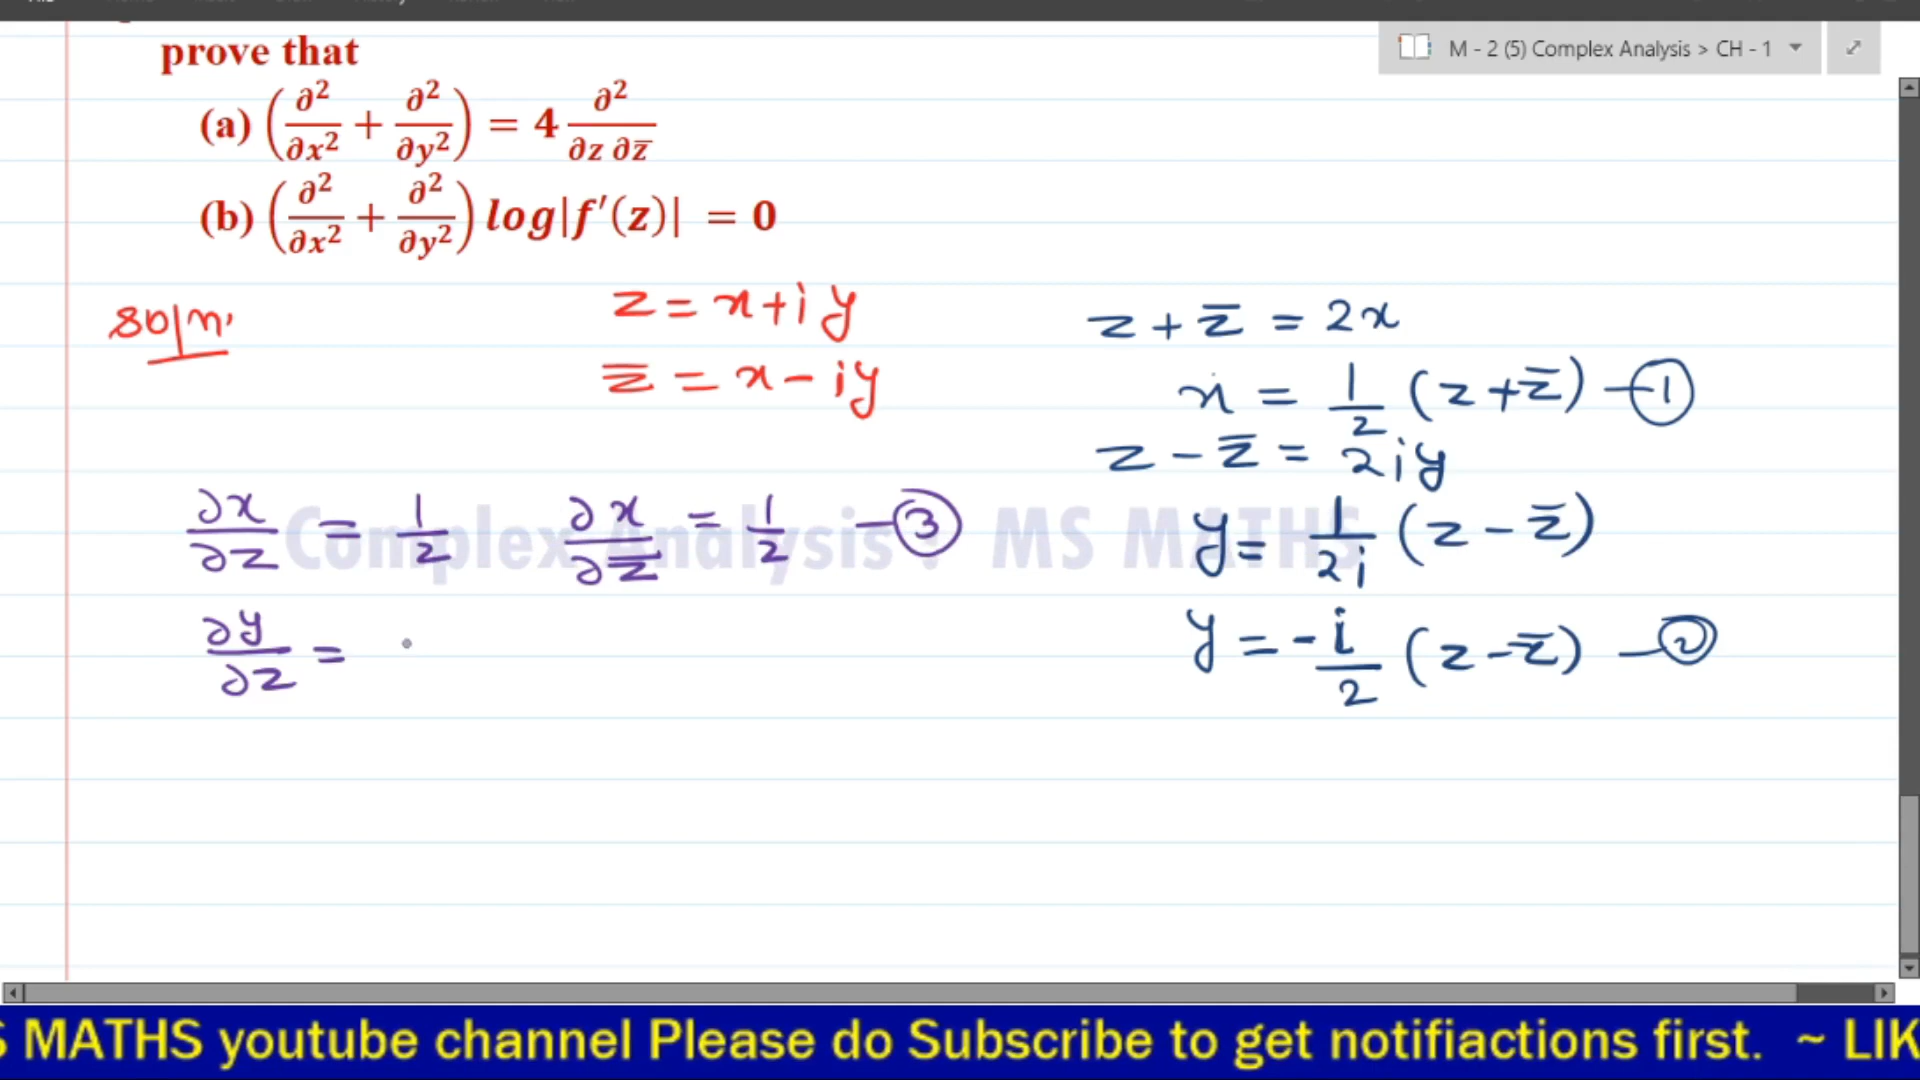 M - 2 (5) Complex Analysis > CH - 1
prove that
(a) (∂²/∂x² + ∂²/∂y²) = 4 ∂²/∂z ∂z̅
(b) (∂²/∂x² + ∂²/∂y²) log|f′(z)| = 0
Soln.
z = x + iy
z̅ = x - iy
z + z̅ = 2x
x = 1/2 (z + z̅) — ①
z - z̅ = 2iy
y = 1/2i (z - z̅)
y = -i/2 (z - z̅) — ②
∂x/∂z = 1/2 ∂x/∂z̅ = 1/2 — ③
∂y/∂z =
Complex Analysis : MS MATHS
S MATHS youtube channel Please do Subscribe to get notifiactions first. ~ LIK